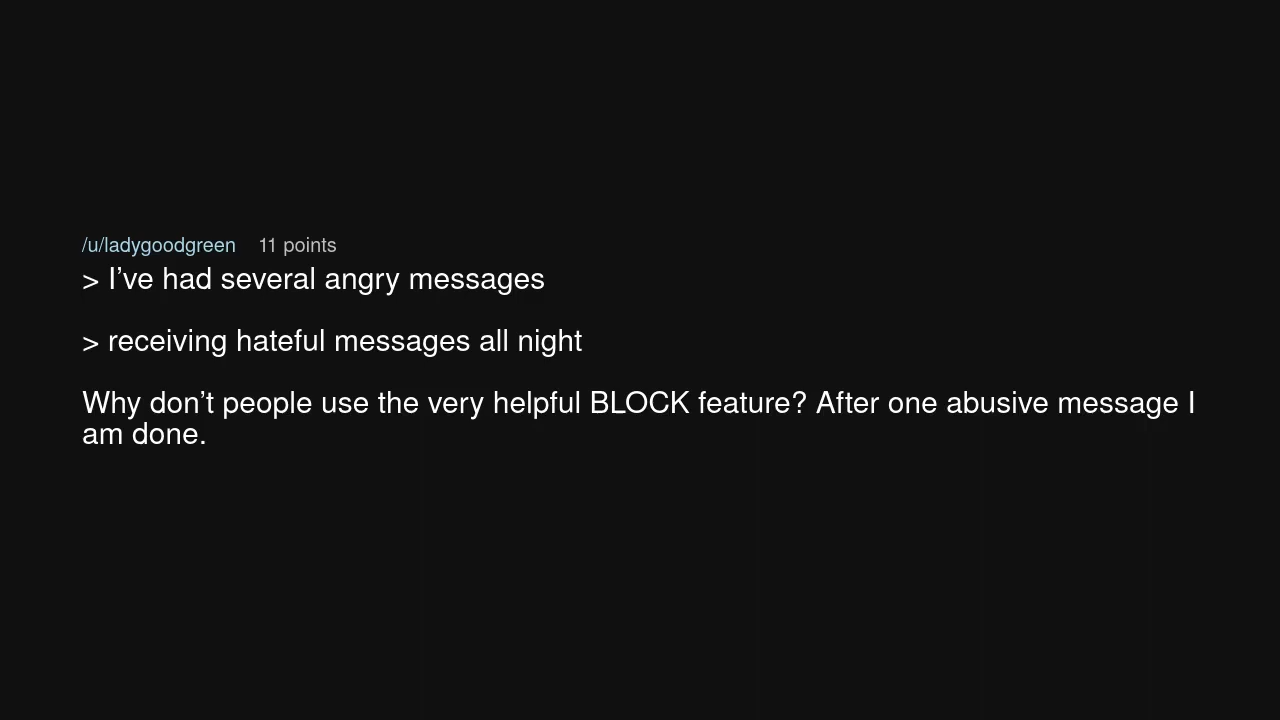 /u/ladygoodgreen 11 points
> I’ve had several angry messages
> receiving hateful messages all night
Why don’t people use the very helpful BLOCK feature? After one abusive message I
am done.